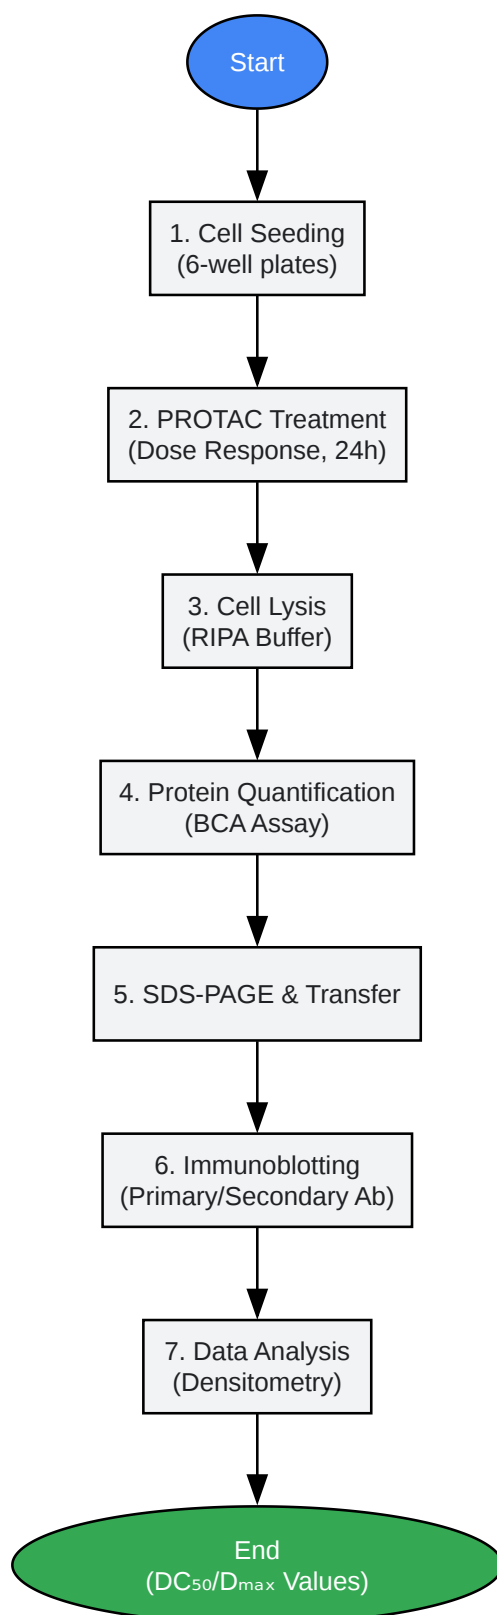 Start
1. Cell Seeding
(6-well plates)
2. PROTAC Treatment
(Dose Response, 24h)
3. Cell Lysis
(RIPA Buffer)
4. Protein Quantification
(BCA Assay)
5. SDS-PAGE & Transfer
6. Immunoblotting
(Primary/Secondary Ab)
7. Data Analysis
(Densitometry)
End
(DC₅₀/Dₘₐₓ Values)